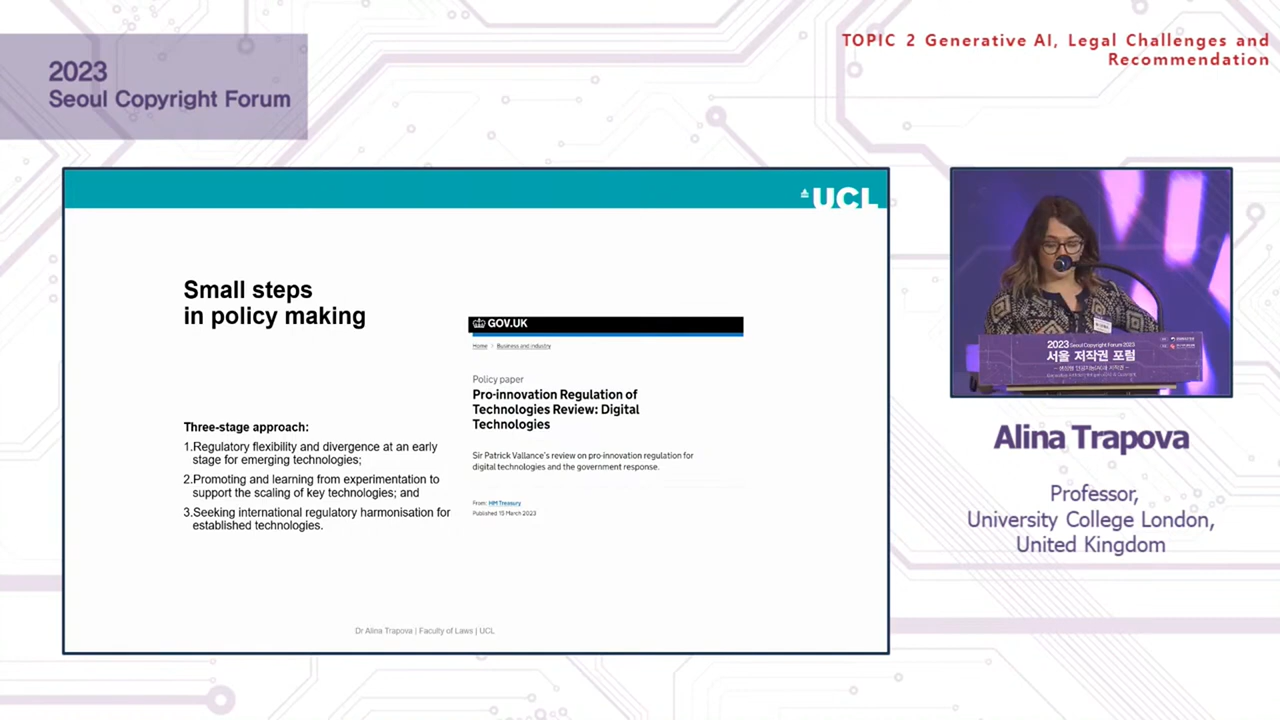 2023
Seoul Copyright Forum
TOPIC 2 Generative AI, Legal Challenges and
Recommendation
UCL
Small steps
in policy making
GOV.UK
Home > Business and industry
Policy paper
Pro-innovation Regulation of
Technologies Review: Digital
Technologies
Sir Patrick Vallance's review on pro-innovation regulation for
digital technologies and the government response.
From: HM Treasury
Published 15 March 2023
Three-stage approach:
1.Regulatory flexibility and divergence at an early
stage for emerging technologies;
2.Promoting and learning from experimentation to
support the scaling of key technologies; and
3.Seeking international regulatory harmonisation for
established technologies.
Dr Alina Trapova | Faculty of Laws | UCL
2023 Seoul Copyright Forum 2023
서울 저작권 포럼
Alina Trapova
Professor,
University College London,
United Kingdom